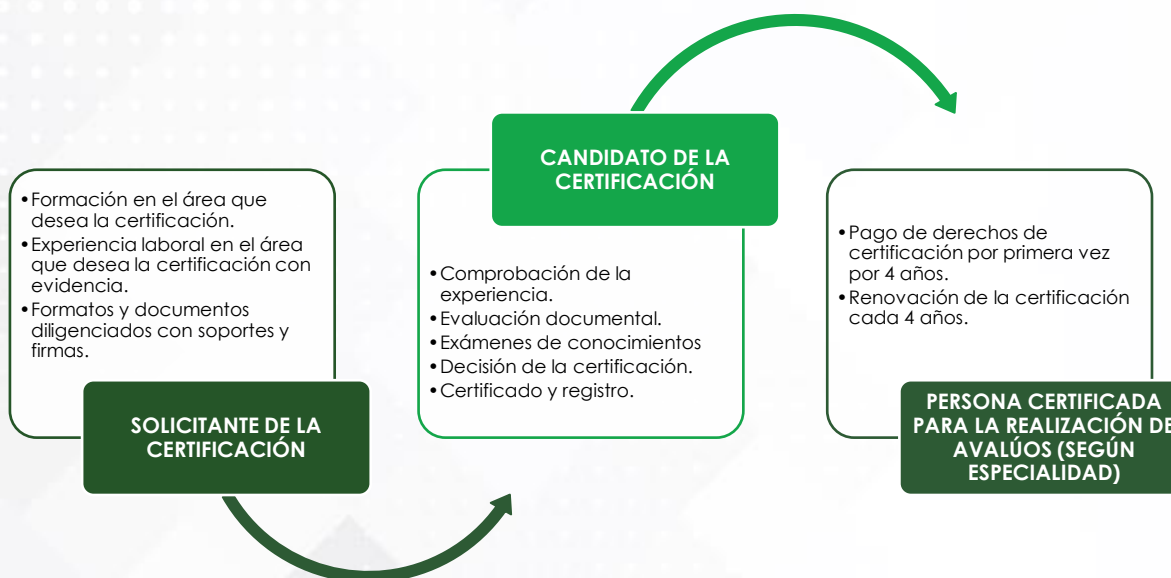 •Formación en el área que
desea la certificación.
•Experiencia laboral en el área
que desea la certificación con
evidencia.
•Formatos y documentos
diligenciados con soportes y
firmas.
SOLICITANTE DE LA
CERTIFICACIÓN
CANDIDATO DE LA
CERTIFICACIÓN
•Comprobación de la
experiencia.
•Evaluación documental.
•Exámenes de conocimientos
•Decisión de la certificación.
•Certificado y registro.
•Pago de derechos de
certificación por primera vez
por 4 años.
•Renovación de la certificación
cada 4 años.
PERSONA CERTIFICADA
PARA LA REALIZACIÓN DE
AVALÚOS (SEGÚN
ESPECIALIDAD)